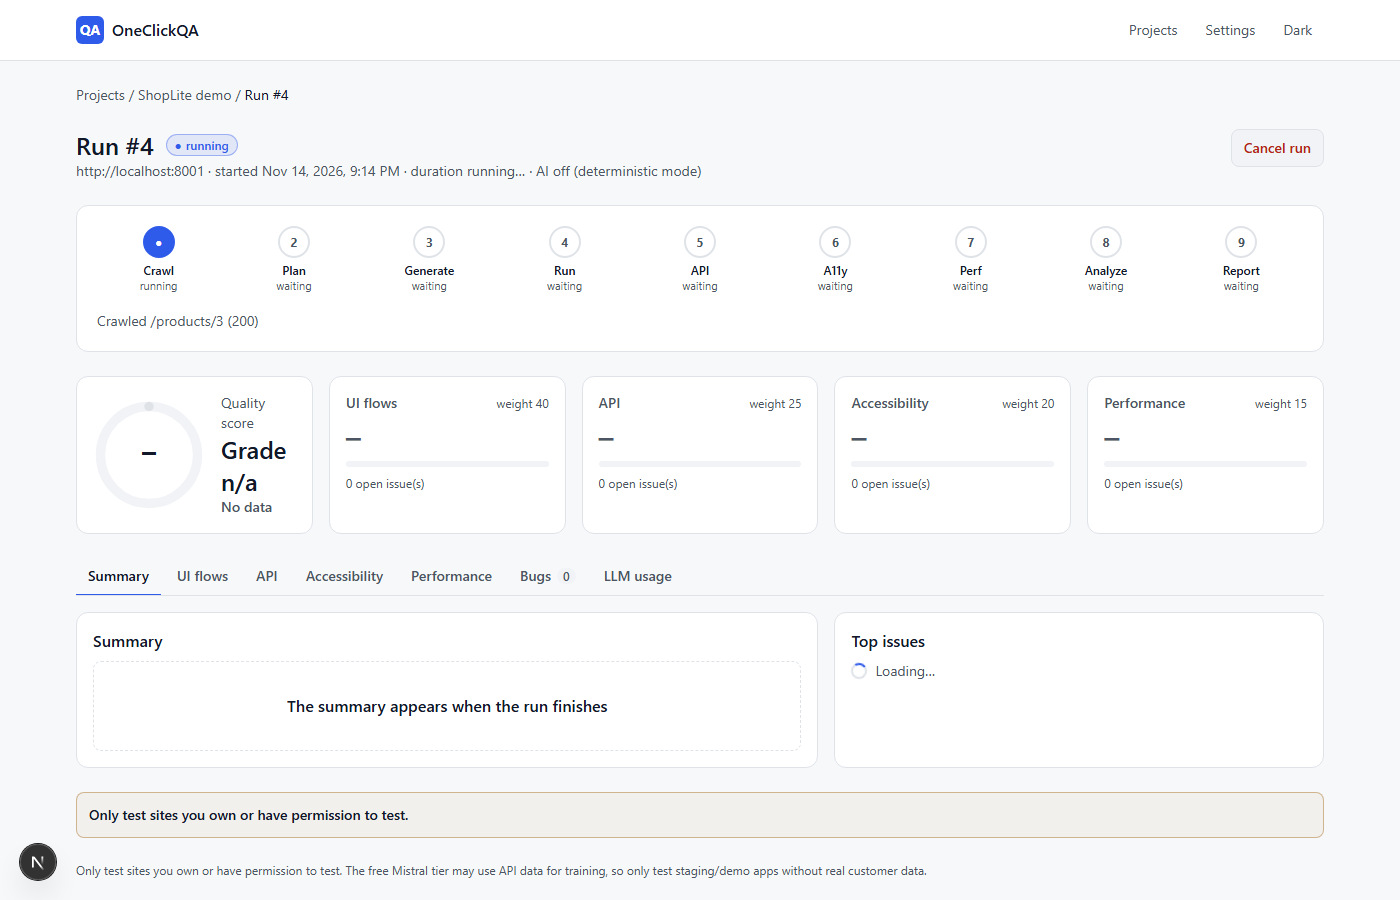 QA OneClickQA
Projects Settings Dark
Projects / ShopLite demo / Run #4
Run #4 • running
Cancel run
http://localhost:8001 · started Nov 14, 2026, 9:14 PM · duration running... · AI off (deterministic mode)
2 3 4 5 6 7 8 9
Crawl Plan Generate Run API A11y Perf Analyze Report
running waiting waiting waiting waiting waiting waiting waiting waiting
Crawled /products/3 (200)
–
Quality
score
Grade
n/a
No data
UI flows weight 40
–
0 open issue(s)
API weight 25
–
0 open issue(s)
Accessibility weight 20
–
0 open issue(s)
Performance weight 15
–
0 open issue(s)
Summary UI flows API Accessibility Performance Bugs 0 LLM usage
Summary
The summary appears when the run finishes
Top issues
Loading...
Only test sites you own or have permission to test.
N
Only test sites you own or have permission to test. The free Mistral tier may use API data for training, so only test staging/demo apps without real customer data.